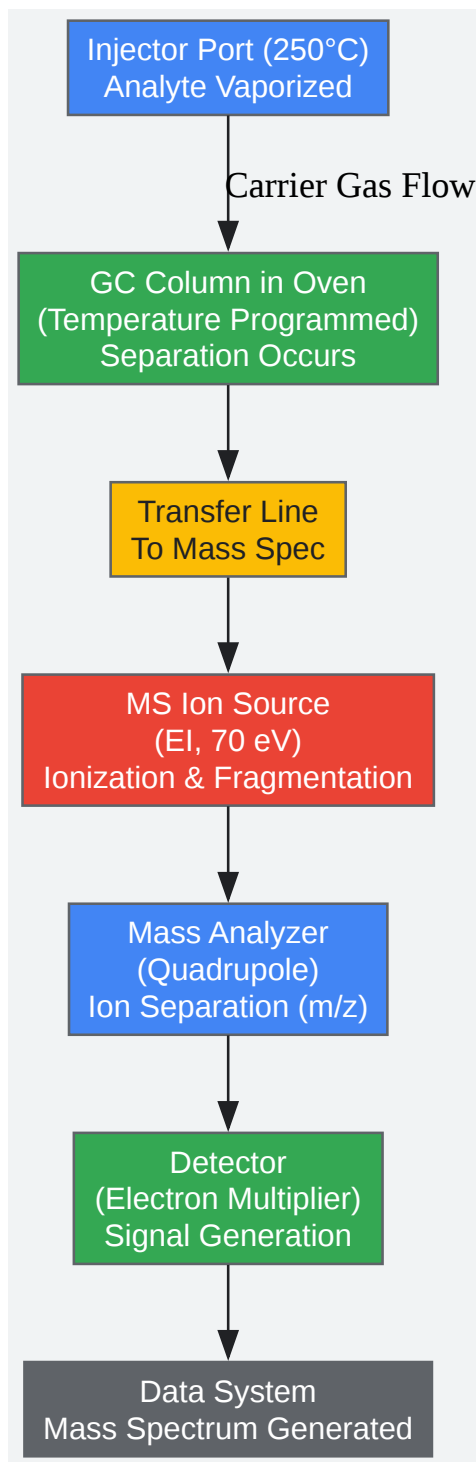 Injector Port (250°C)
Analyte Vaporized
Carrier Gas Flow
GC Column in Oven
(Temperature Programmed)
Separation Occurs
Transfer Line
To Mass Spec
MS Ion Source
(EI, 70 eV)
Ionization & Fragmentation
Mass Analyzer
(Quadrupole)
Ion Separation (m/z)
Detector
(Electron Multiplier)
Signal Generation
Data System
Mass Spectrum Generated